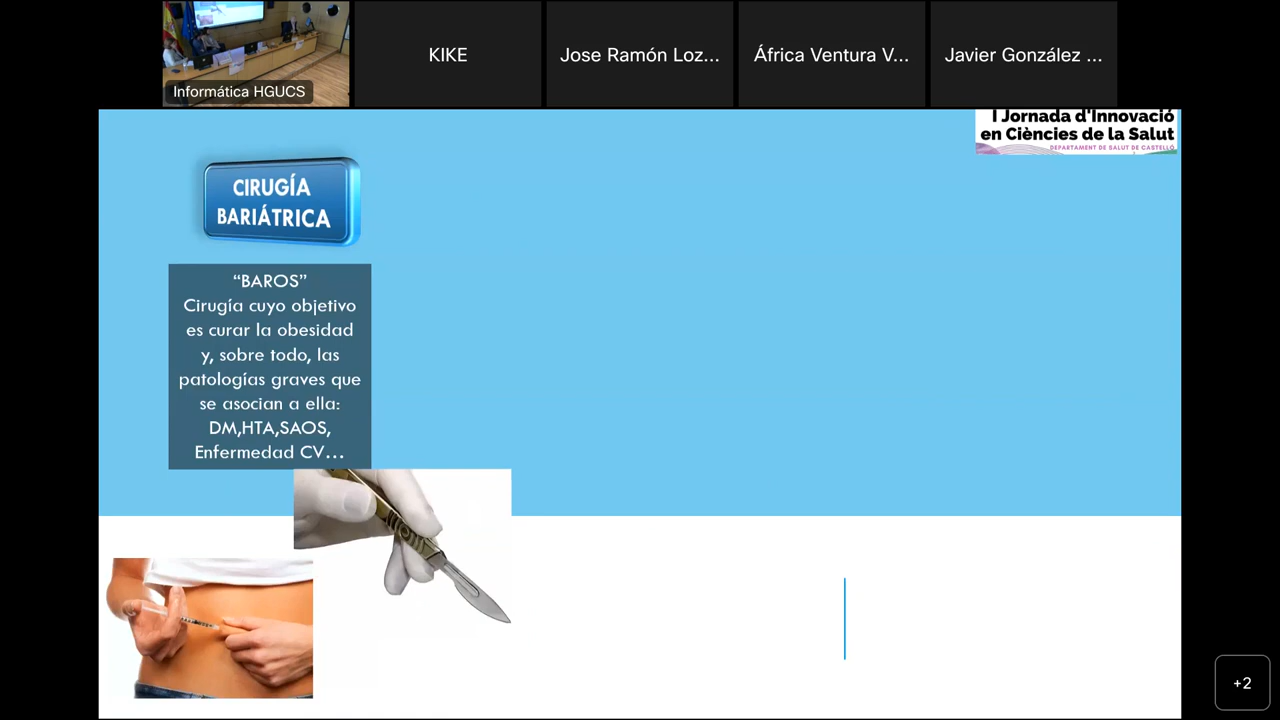 KIKE
Jose Ramón Loz...
África Ventura V...
Javier González ...
Informática HGUCS
I Jornada d'Innovació
en Ciències de la Salut
DEPARTAMENT DE SALUT DE CASTELLÓ
CIRUGÍA
BARIÁTRICA
“BAROS”
Cirugía cuyo objetivo
es curar la obesidad
y, sobre todo, las
patologías graves que
se asocian a ella:
DM,HTA,SAOS,
Enfermedad CV...
+2